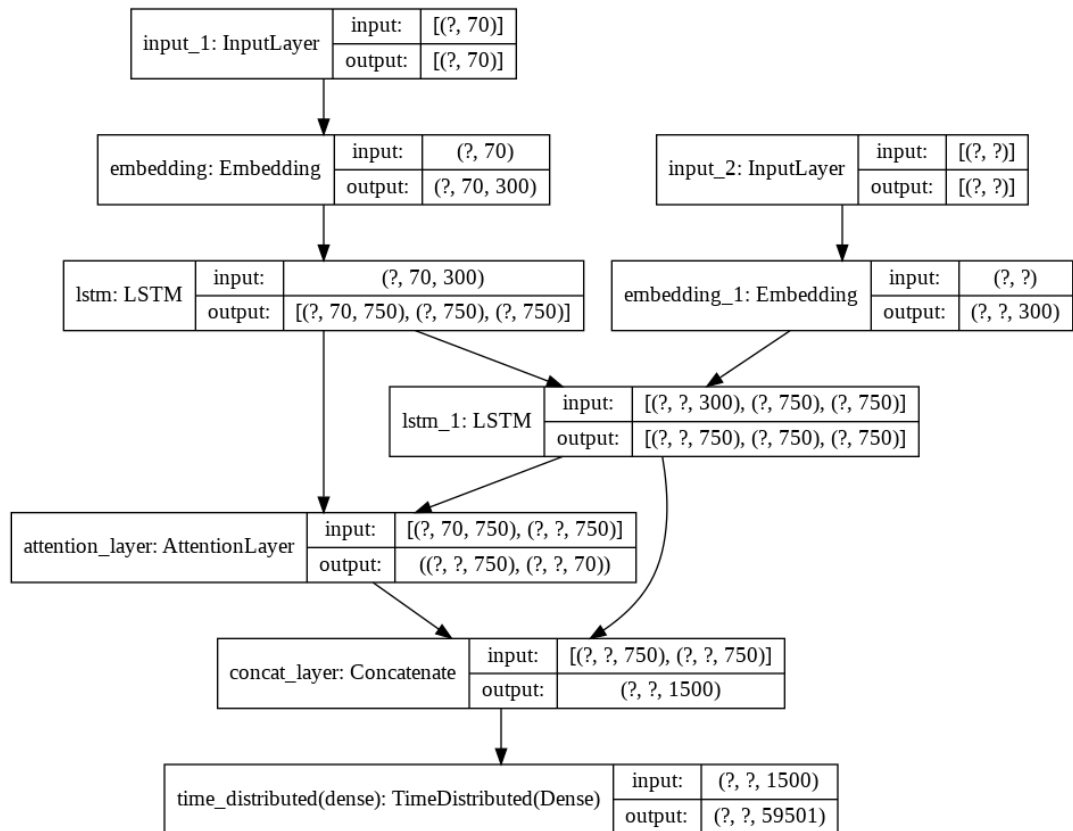 input_1: InputLayer
input: [(?, 70)]
output: [(?, 70)]
embedding: Embedding
input: (?, 70)
output: (?, 70, 300)
input_2: InputLayer
input: [(?, ?)]
output: [(?, ?)]
lstm: LSTM
input: (?, 70, 300)
output: [(?, 70, 750), (?, 750), (?, 750)]
embedding_1: Embedding
input: (?, ?)
output: (?, ?, 300)
lstm_1: LSTM
input: [(?, ?, 300), (?, 750), (?, 750)]
output: [(?, ?, 750), (?, 750), (?, 750)]
attention_layer: AttentionLayer
input: [(?, 70, 750), (?, ?, 750)]
output: ((?, ?, 750), (?, ?, 70))
concat_layer: Concatenate
input: [(?, ?, 750), (?, ?, 750)]
output: (?, ?, 1500)
time_distributed(dense): TimeDistributed(Dense)
input: (?, ?, 1500)
output: (?, ?, 59501)